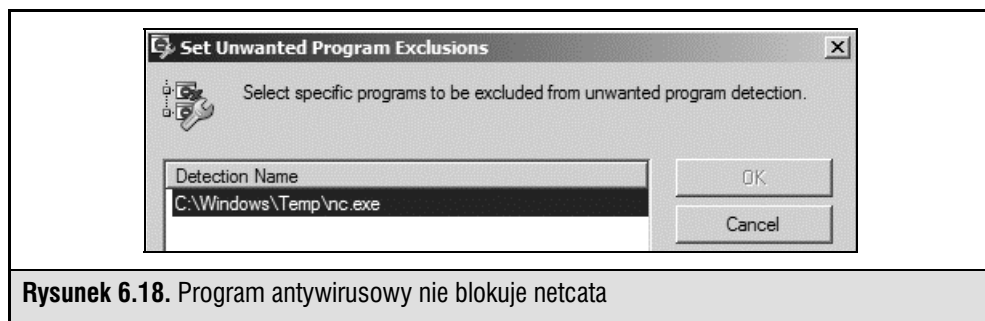 Set Unwanted Program Exclusions
Select specific programs to be excluded from unwanted program detection.
Detection Name
C:\Windows\Temp\nc.exe
OK
Cancel
Rysunek 6.18. Program antywirusowy nie blokuje netcata